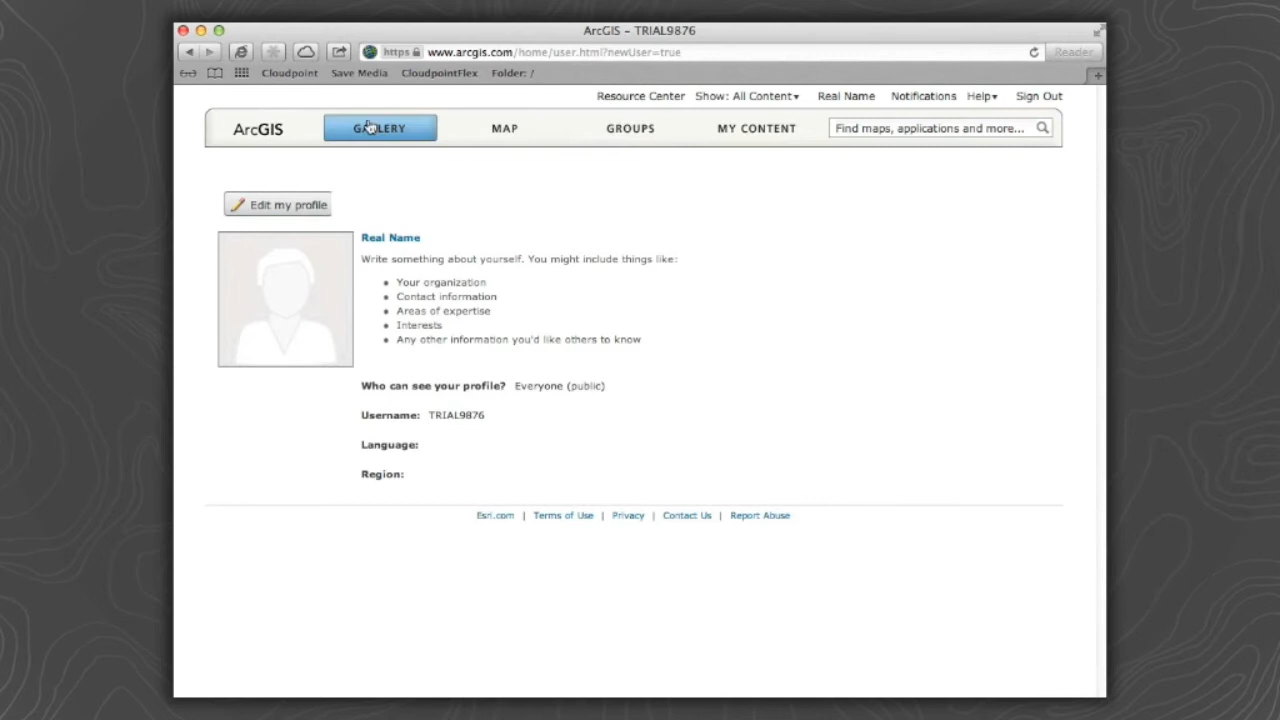 ArcGIS - TRIAL9876
https www.arcgis.com/home/user.html?newUser=true Reader
Cloudpoint Save Media CloudpointFlex Folder: /
Resource Center Show: All Content Real Name Notifications Help Sign Out
ArcGIS GALLERY MAP GROUPS MY CONTENT Find maps, applications and more...
Edit my profile
Real Name
Write something about yourself. You might include things like:
Your organization
Contact information
Areas of expertise
Interests
Any other information you'd like others to know
Who can see your profile? Everyone (public)
Username: TRIAL9876
Language:
Region:
Esri.com | Terms of Use | Privacy | Contact Us | Report Abuse